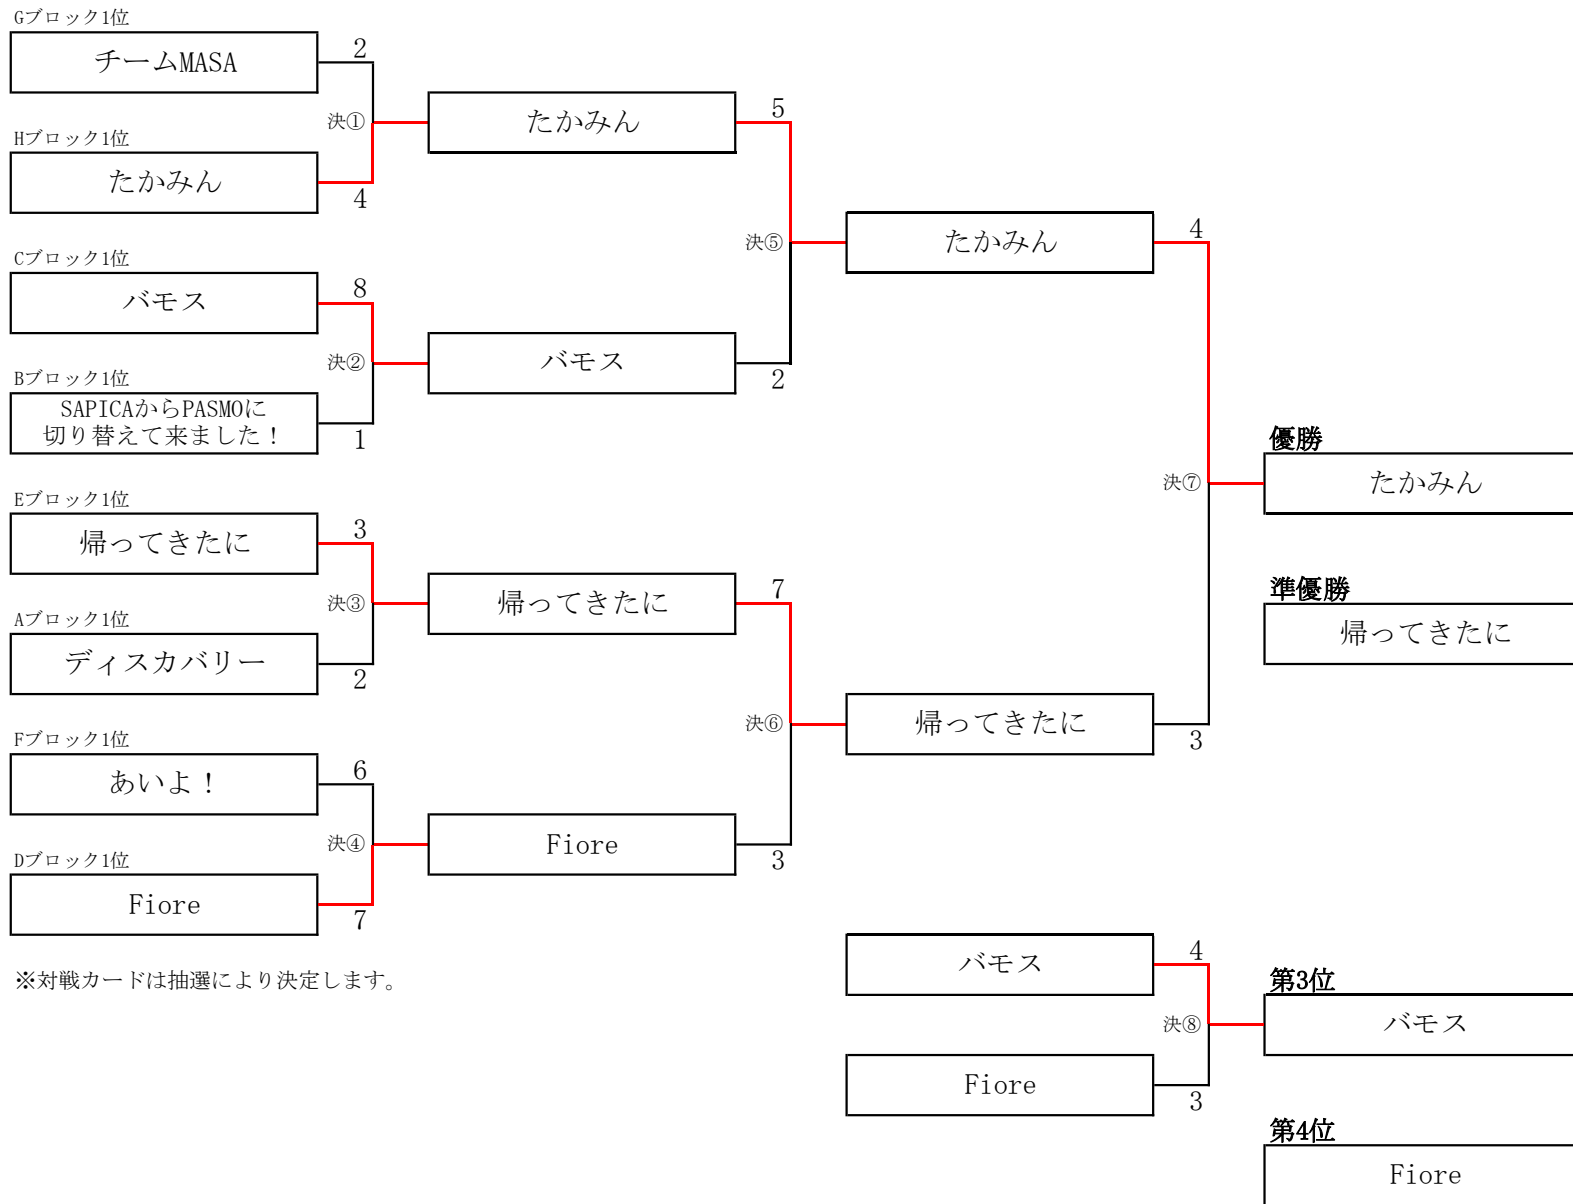 Gブロック1位
チームMASA
2
決①
Hブロック1位
たかみん
4
Cブロック1位
バモス
8
決②
Bブロック1位
SAPICAからPASMOに
切り替えて来ました！
1
Eブロック1位
帰ってきたに
3
決③
Aブロック1位
ディスカバリー
2
Fブロック1位
あいよ！
6
決④
Dブロック1位
Fiore
7
※対戦カードは抽選により決定します。
たかみん
5
決⑤
バモス
2
帰ってきたに
7
決⑥
Fiore
3
たかみん
4
決⑦
帰ってきたに
3
優勝
たかみん
準優勝
帰ってきたに
バモス
4
決⑧
Fiore
3
第3位
バモス
第4位
Fiore